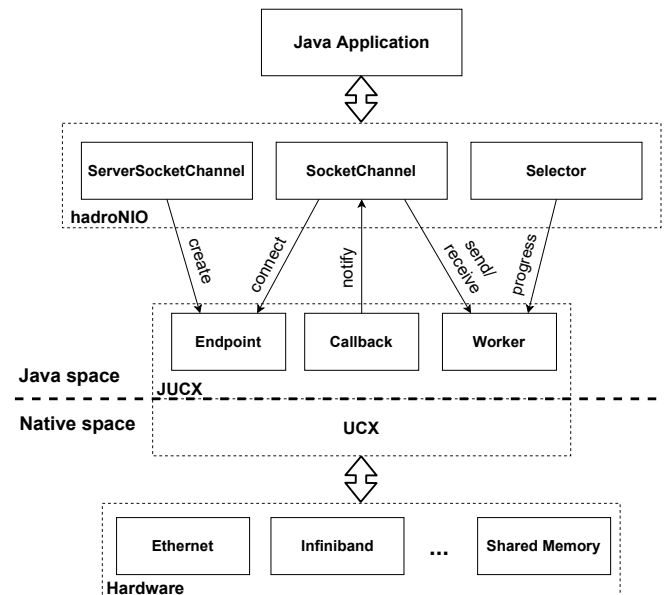 Java Application
ServerSocketChannel
SocketChannel
Selector
hadroNIO
create
connect
notify
send/
receive
progress
Endpoint
Callback
Worker
Java space
JUCX
Native space
UCX
Ethernet
Infiniband
...
Shared Memory
Hardware